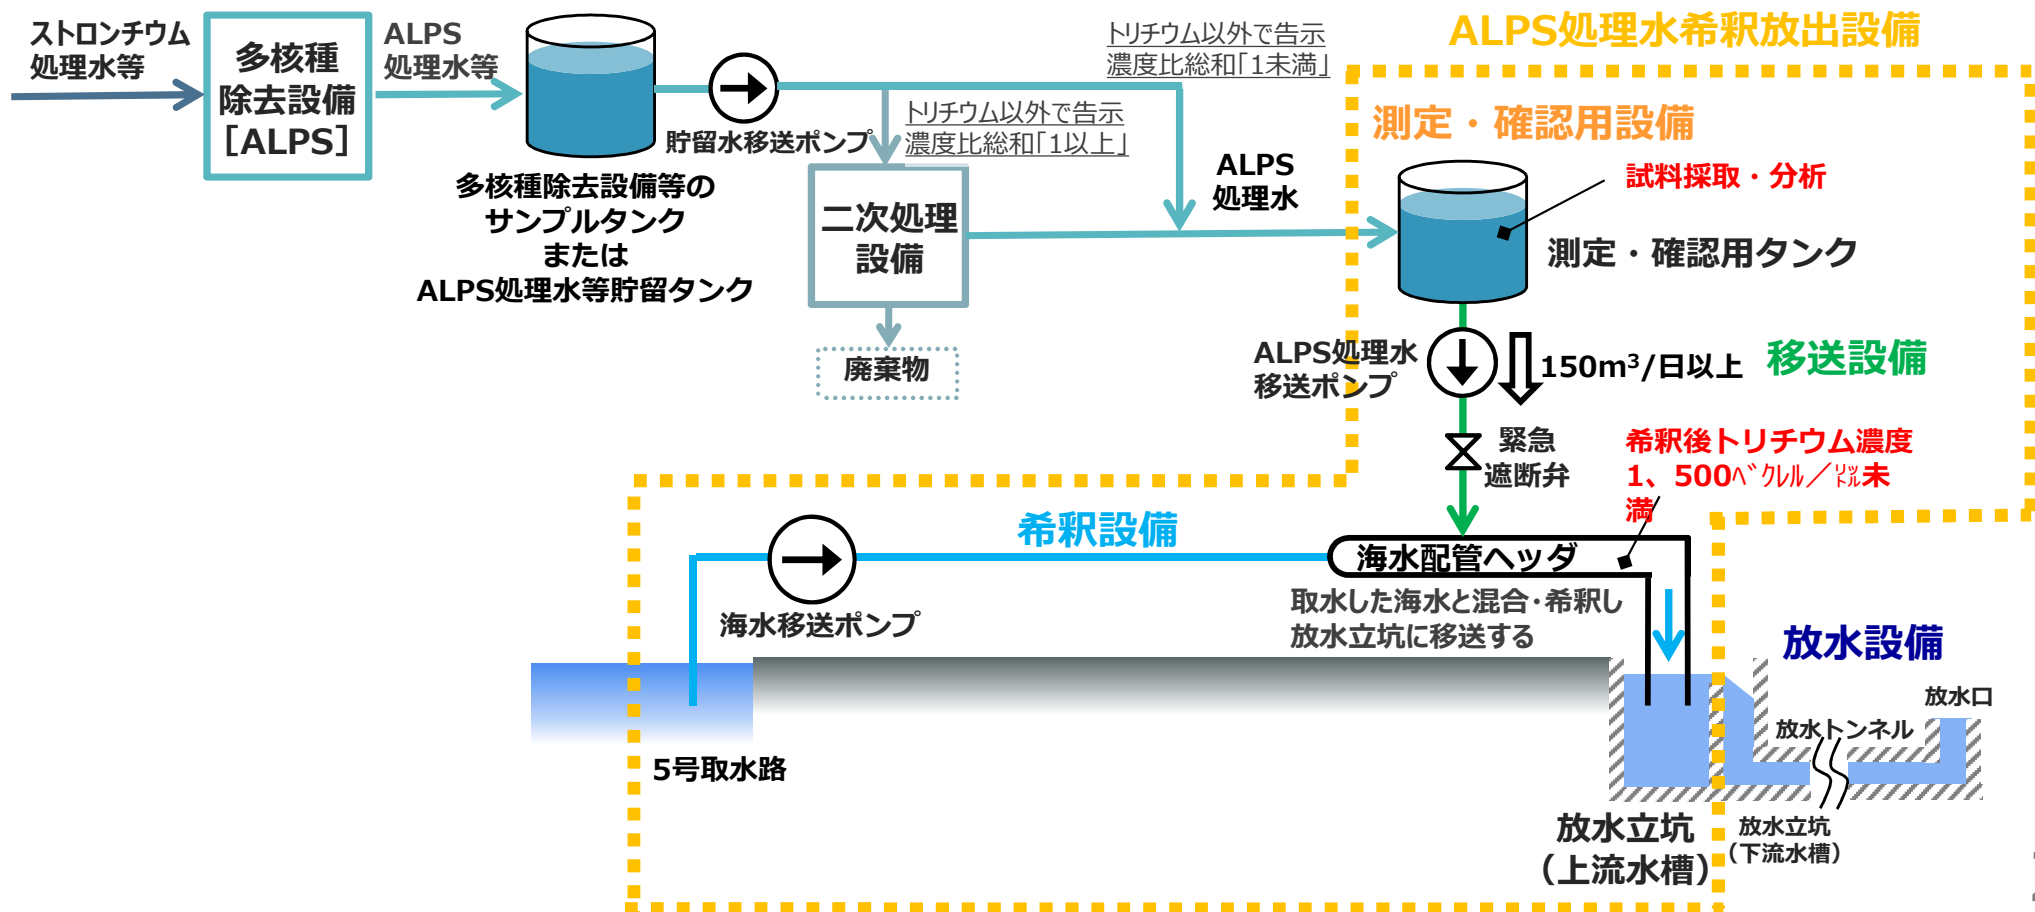 ストロンチウム
処理水等
多核種
除去設備
［ALPS］
ALPS
処理水等
貯留水移送ポンプ
多核種除去設備等の
サンプルタンク
または
ALPS処理水等貯留タンク
トリチウム以外で告示
濃度比総和｢1以上｣
トリチウム以外で告示
濃度比総和｢1未満｣
二次処理
設備
廃棄物
ALPS
処理水
ALPS処理水希釈放出設備
測定・確認用設備
試料採取・分析
測定・確認用タンク
ALPS処理水
移送ポンプ
150m³/日以上
移送設備
緊急
遮断弁
希釈後トリチウム濃度
1、500ﾍﾞｸﾚﾙ／㍑未
満
希釈設備
海水移送ポンプ
海水配管ヘッダ
取水した海水と混合･希釈し
放水立坑に移送する
5号取水路
放水設備
放水口
放水トンネル
放水立坑
（上流水槽）
放水立坑
（下流水槽）